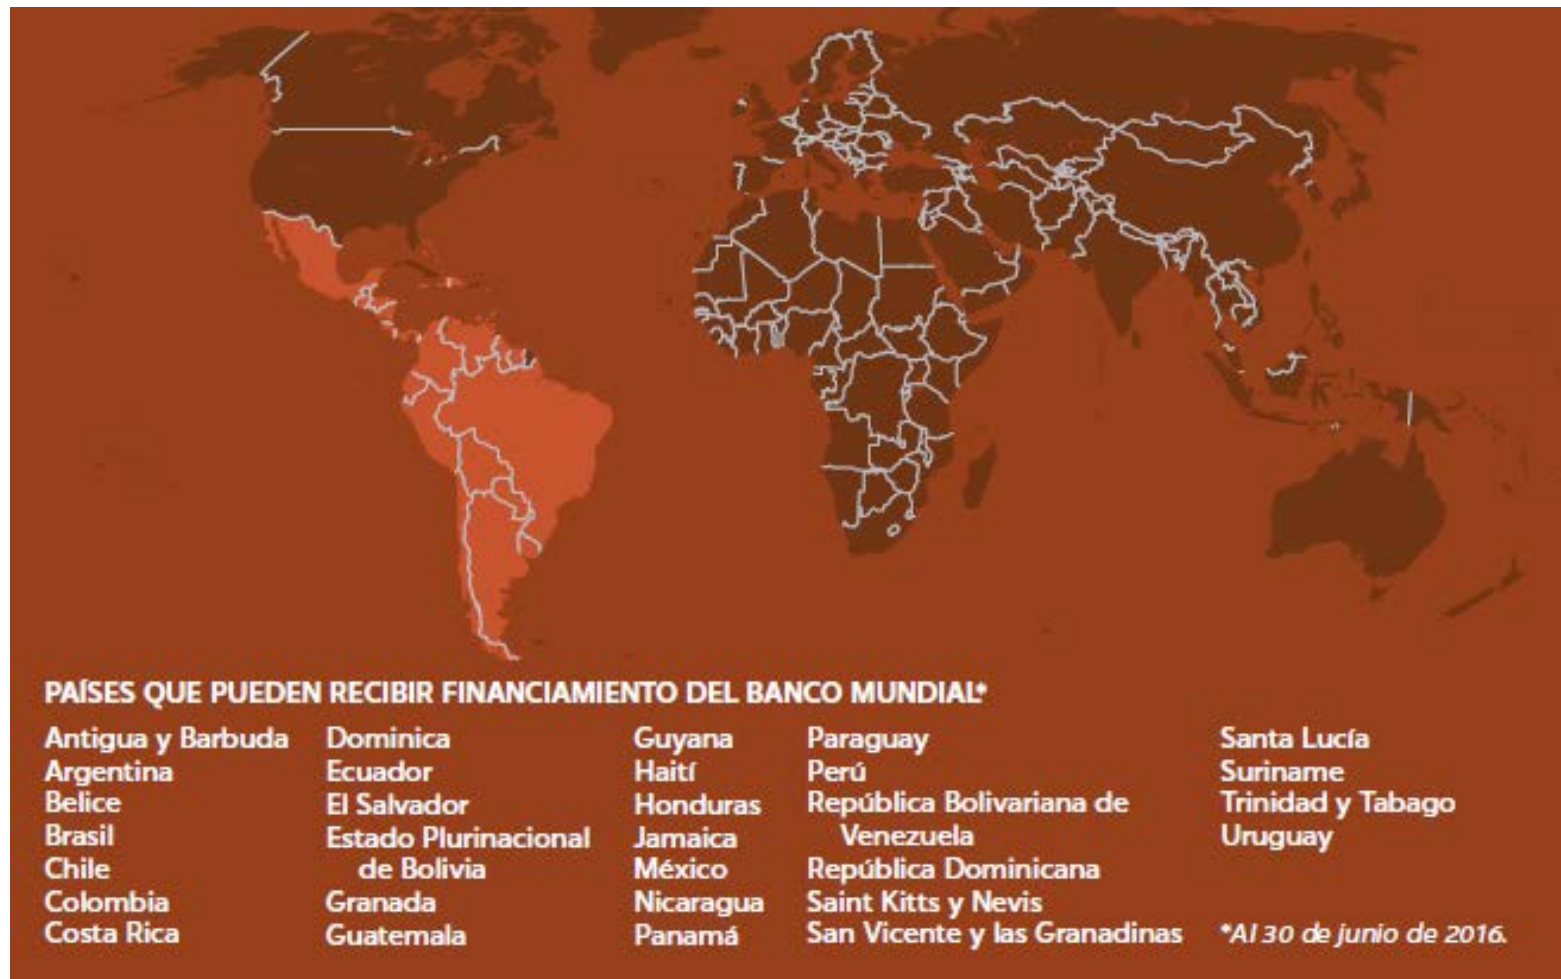 PAÍSES QUE PUEDEN RECIBIR FINANCIAMIENTO DEL BANCO MUNDIAL*
Antigua y Barbuda
Argentina
Belice
Brasil
Chile
Colombia
Costa Rica
Dominica
Ecuador
El Salvador
Estado Plurinacional
de Bolivia
Granada
Guatemala
Guyana
Haití
Honduras
Jamaica
México
Nicaragua
Panamá
Paraguay
Perú
República Bolivariana de
Venezuela
República Dominicana
Saint Kitts y Nevis
San Vicente y las Granadinas
Santa Lucía
Suriname
Trinidad y Tabago
Uruguay
*Al 30 de junio de 2016.